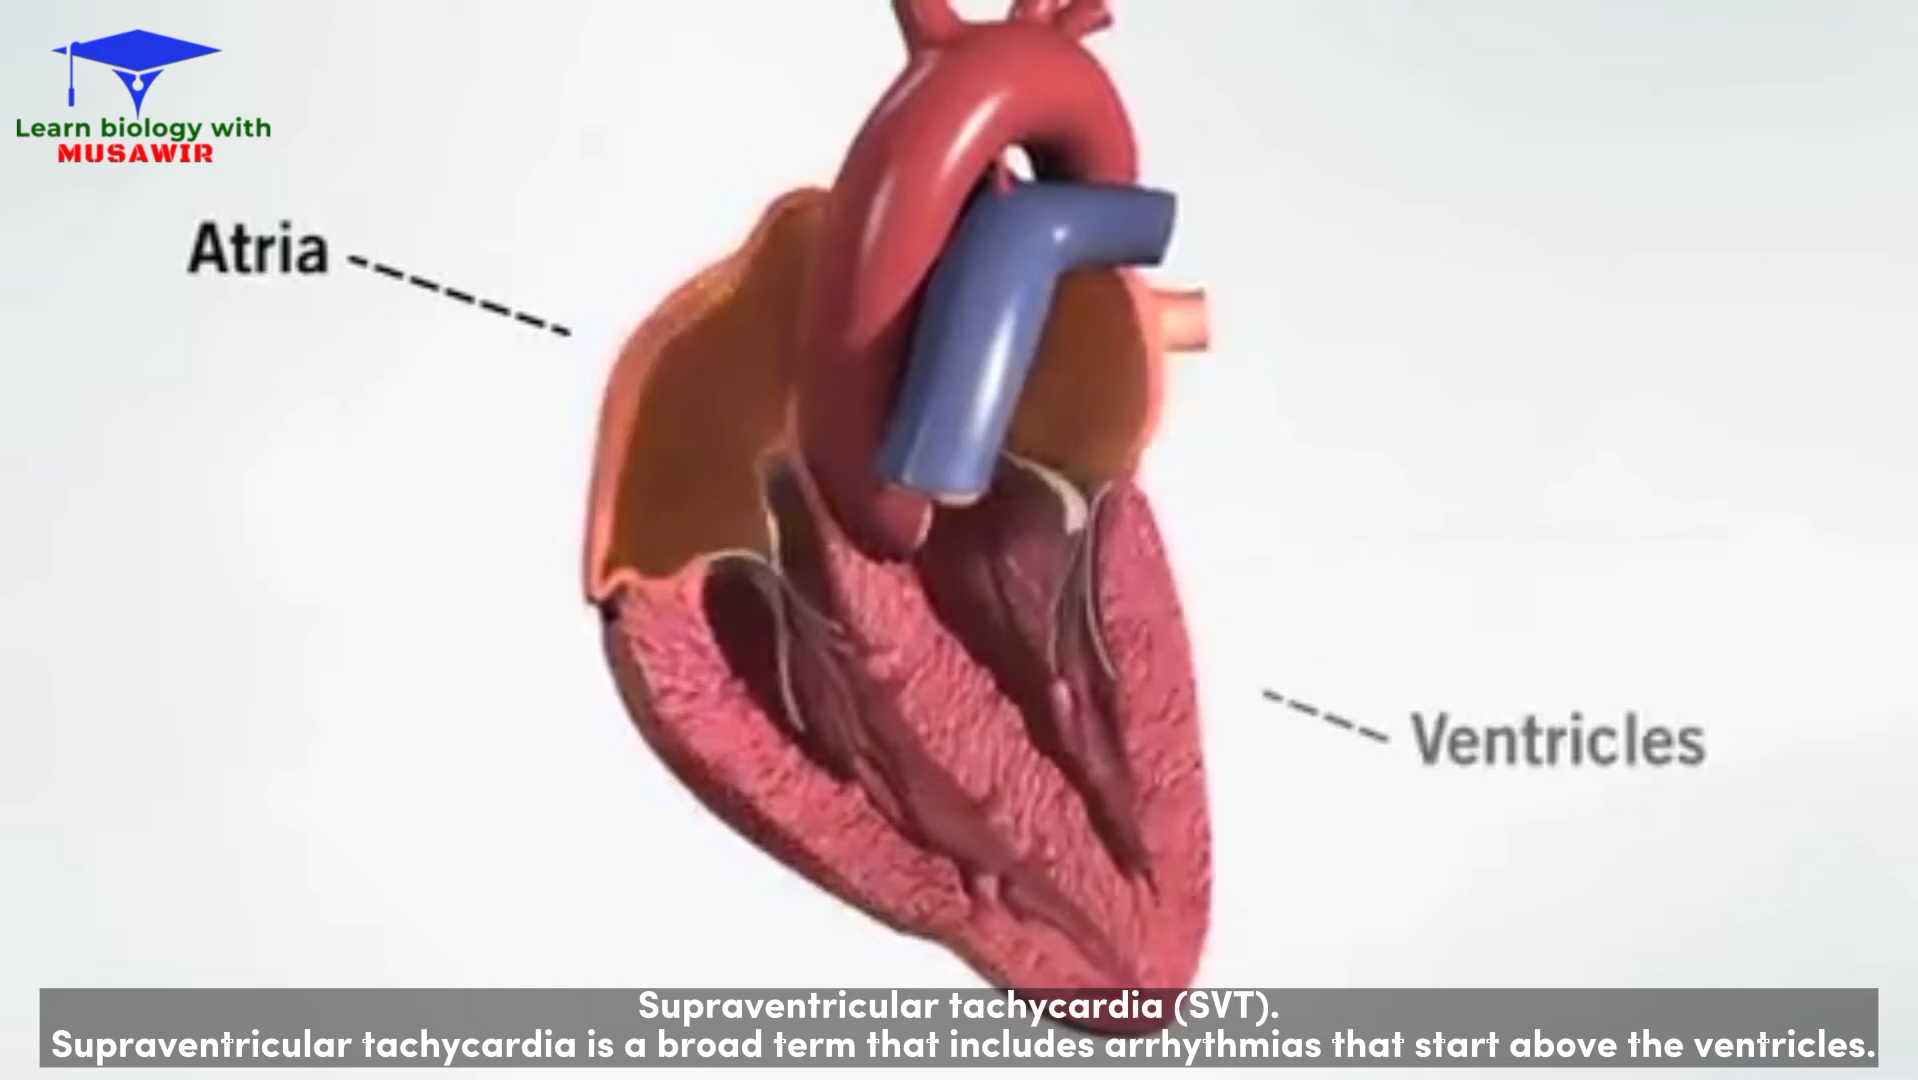 Learn biology with
MUSAWIR
Atria
Ventricles
Supraventricular tachycardia (SVT).
Supraventricular tachycardia is a broad term that includes arrhythmias that start above the ventricles.